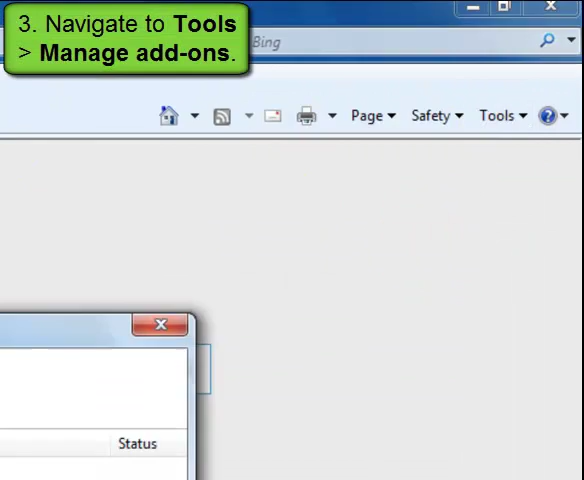 3. Navigate to Tools
> Manage add-ons.
Bing
Page
Safety
Tools
Status